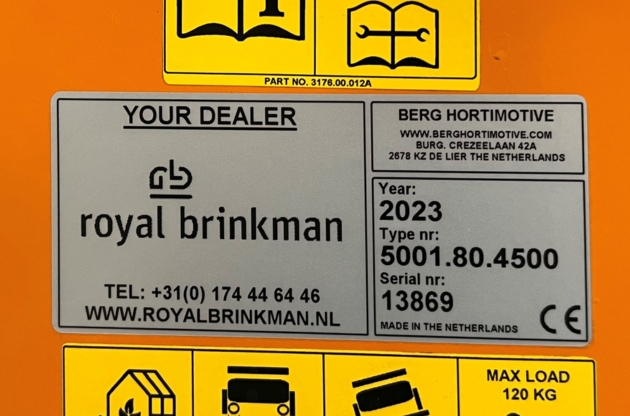 i
PART NO. 3176.00.012A
YOUR DEALER
rb
royal brinkman
TEL: +31(0) 174 44 64 46
WWW.ROYALBRINKMAN.NL
BERG HORTIMOTIVE
WWW.BERGHORTIMOTIVE.COM
BURG. CREZEELAAN 42A
2678 KZ DE LIER THE NETHERLANDS
Year:
2023
Type nr:
5001.80.4500
Serial nr:
13869
MADE IN THE NETHERLANDS
CE
MAX LOAD
120 KG